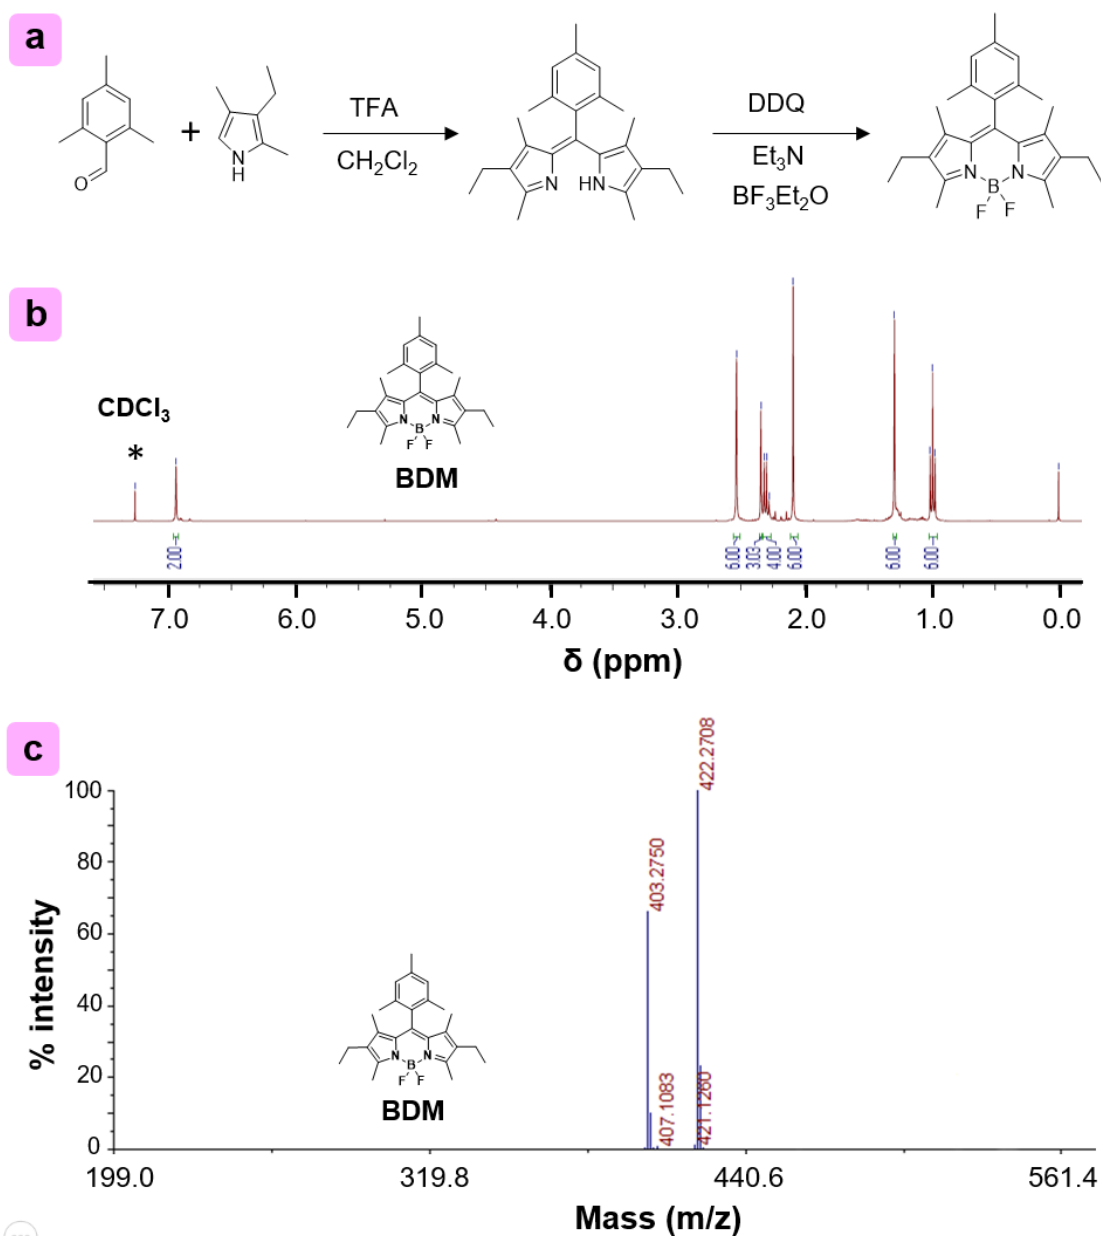 a
O
+
N
H
TFA
CH2Cl2
N
HN
DDQ
Et3N
BF3Et2O
N
N
B
F
F
b
CDCl3
*
N
N
B
F
F
BDM
2.00
6.00
3.03
4.00
6.00
6.00
6.00
7.0 6.0 5.0 4.0 3.0 2.0 1.0 0.0
δ (ppm)
c
422.2708
403.2750
407.1083
421.1260
100
80
60
40
20
0
% intensity
N
N
B
F
F
BDM
199.0 319.8 440.6 561.4
Mass (m/z)